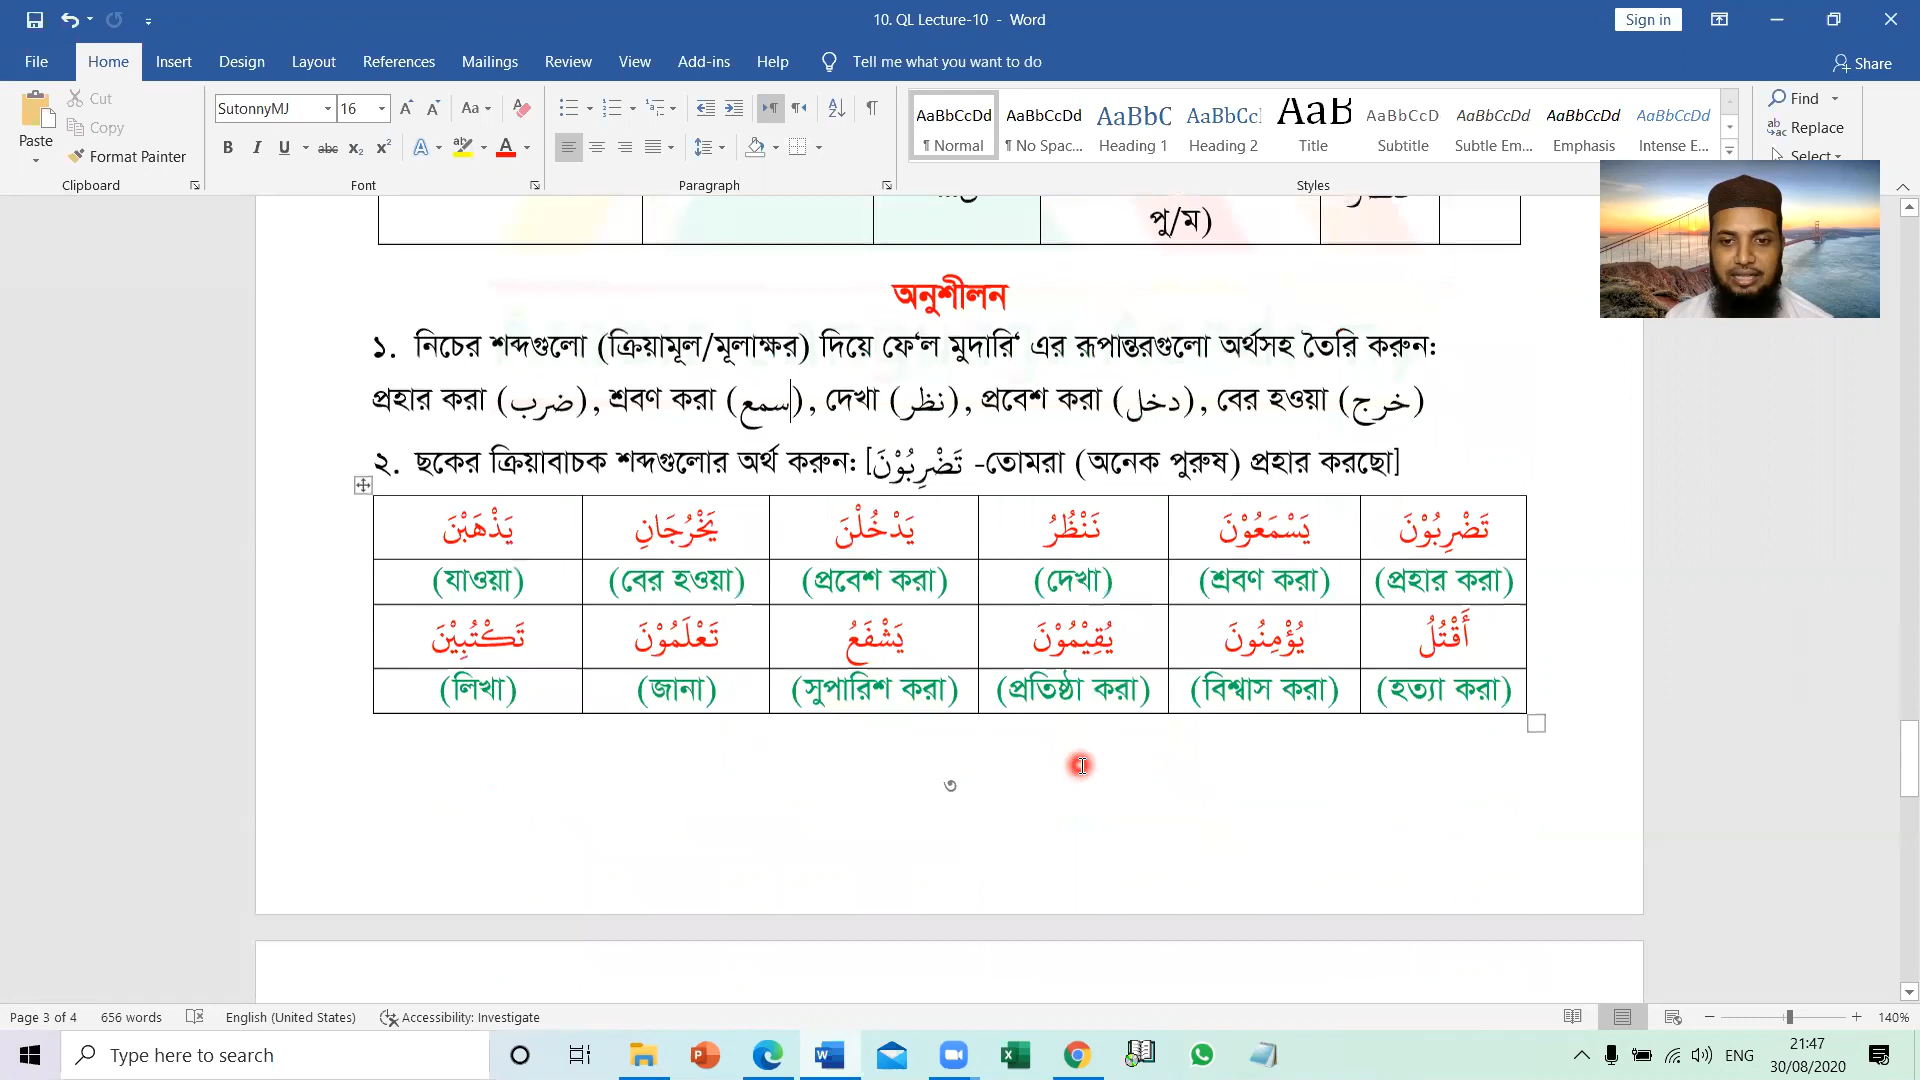 10. QL Lecture-10 - Word
Sign in
File Home Insert Design Layout References Mailings Review View Add-ins Help Tell me what you want to do Share
Paste Cut Copy Format Painter Clipboard
SutonnyMJ 16 Font
Paragraph
AaBbCcDd AaBbCcDd AaBbC AaBbCcl AaB AaBbCcD AaBbCcDd AaBbCcDd AaBbCcDd
¶ Normal ¶ No Spac... Heading 1 Heading 2 Title Subtitle Subtle Em... Emphasis Intense E...
Styles
Find
Replace
Select
পু/ম)
অনুশীলন
১. নিচের শব্দগুলো (ক্রিয়ামূল/মূলাক্ষর) দিয়ে ফে‘ল মুদারি‘ এর রূপান্তরগুলো অর্থসহ তৈরি করুন:
প্রহার করা (ضرب), শ্রবণ করা (سمع), দেখা (نظر), প্রবেশ করা (دخل), বের হওয়া (خرج)
২. ছকের ক্রিয়াবাচক শব্দগুলোর অর্থ করুন: [تَضْرِبُوْنَ -তোমরা (অনেক পুরুষ) প্রহার করছো]
تَضْرِبُوْنَ يَسْمَعُوْنَ نَنْظُرُ يَدْخُلْنَ يَخْرُجَانِ يَذْهَبْنَ
(যাওয়া) (বের হওয়া) (প্রবেশ করা) (দেখা) (শ্রবণ করা) (প্রহার করা)
أَقْتُلُ يُؤْمِنُونَ يُقِيْمُوْنَ يَشْفَعُ تَعْلَمُوْنَ تَكْتُبِيْنَ
(লিখা) (জানা) (সুপারিশ করা) (প্রতিষ্ঠা করা) (বিশ্বাস করা) (হত্যা করা)
৩
Page 3 of 4 656 words English (United States) Accessibility: Investigate 140%
Type here to search
ENG
21:47
30/08/2020